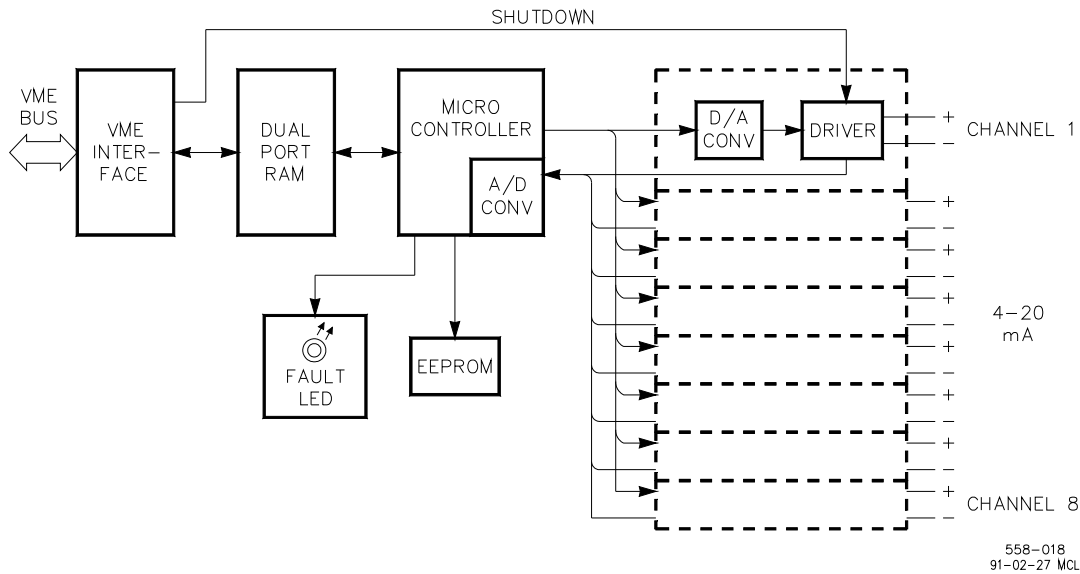 SHUTDOWN
VME
BUS
VME
INTER-
FACE
DUAL
PORT
RAM
MICRO
CONTROLLER
A/D
CONV
D/A
CONV
DRIVER
+
−
CHANNEL 1
+
−
+
−
+
−
4-20
mA
+
−
+
−
+
−
+
−
CHANNEL 8
FAULT
LED
EEPROM
558-018
91-02-27 MCL